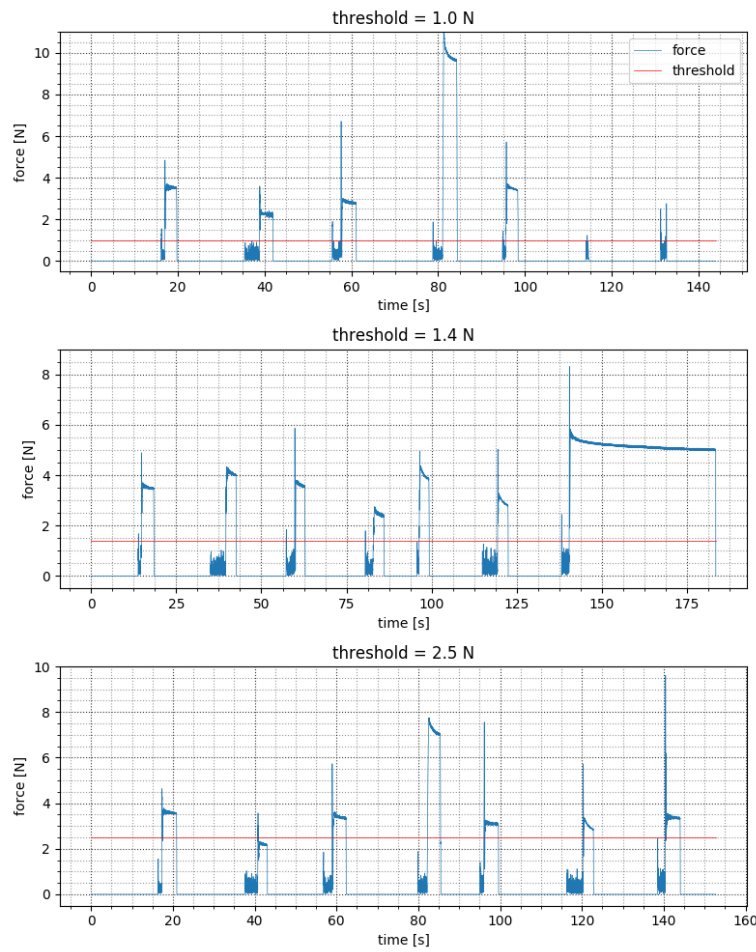 threshold = 1.0 N
force
threshold
10
8
6
4
2
0
force [N]
0 20 40 60 80 100 120 140
time [s]
threshold = 1.4 N
8
6
4
2
0
force [N]
0 25 50 75 100 125 150 175
time [s]
threshold = 2.5 N
10
8
6
4
2
0
force [N]
0 20 40 60 80 100 120 140 160
time [s]